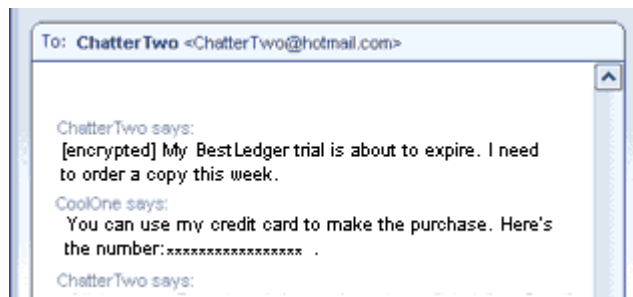 To: ChatterTwo <ChatterTwo@hotmail.com>
ChatterTwo says:
[encrypted] My BestLedger trial is about to expire. I need
to order a copy this week.
CoolOne says:
You can use my credit card to make the purchase. Here's
the number:xxxxxxxxxxxxxxxxx .
ChatterTwo says: